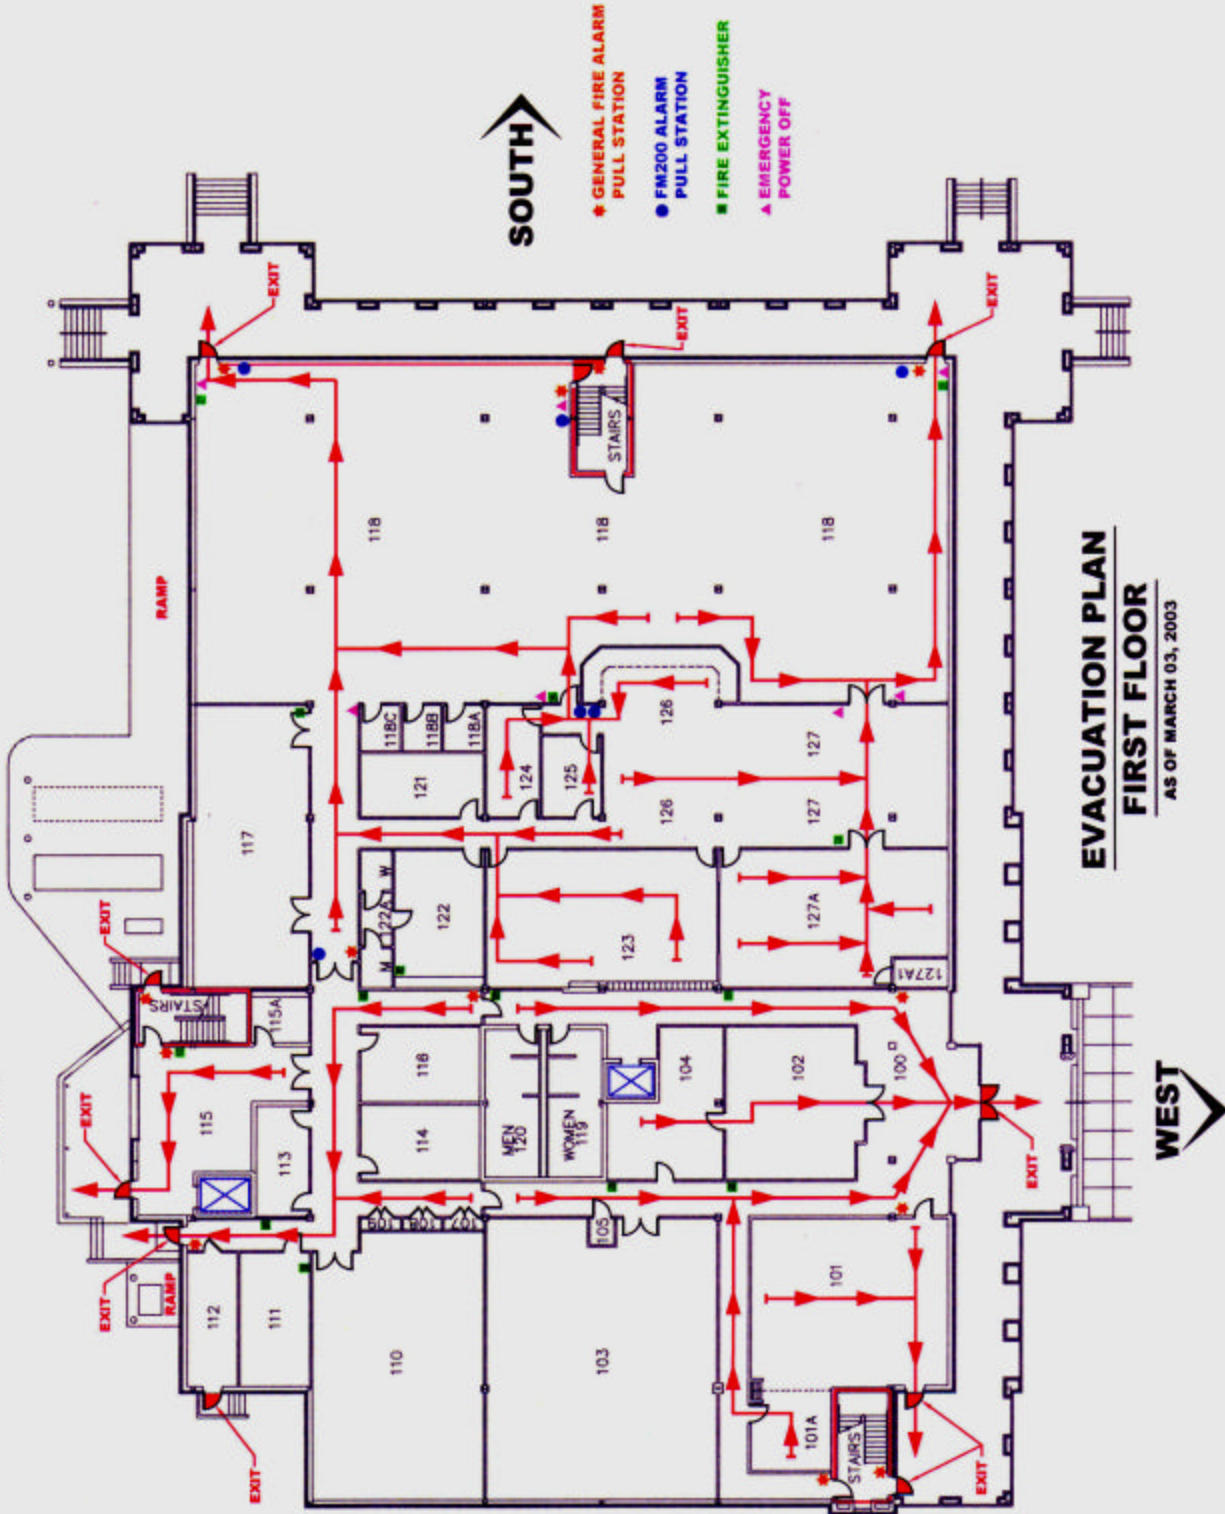 EVACUATION PLAN
FIRST FLOOR
AS OF MARCH 03, 2003
SOUTH
WEST
GENERAL FIRE ALARM
PULL STATION
FM200 ALARM
PULL STATION
FIRE EXTINGUISHER
EMERGENCY
POWER OFF
EXIT
EXIT
EXIT
EXIT
EXIT
EXIT
EXIT
EXIT
EXIT
RAMP
RAMP
STAIRS
STAIRS
STAIRS
118
118
118
117
118C
118B
118A
121
124
125
126
126
127
127
122A
M
W
122
123
127A
127A1
115A
115
113
116
114
MEN
120
WOMEN
119
104
102
100
109
108
107
105
112
111
110
103
101
101A